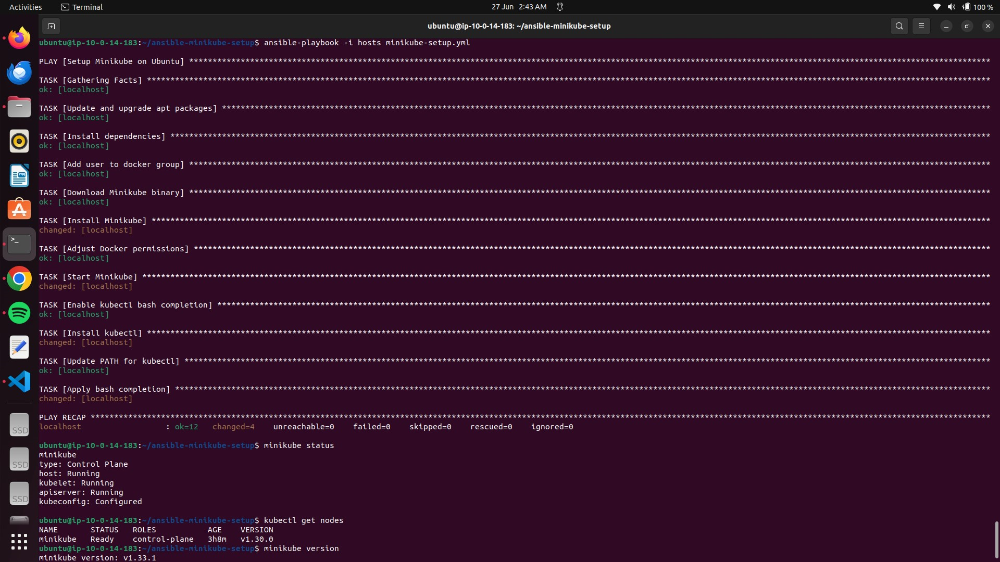 Activities
Terminal
27 Jun 2:43 AM
100 %
ubuntu@ip-10-0-14-183: ~/ansible-minikube-setup
ubuntu@ip-10-0-14-183:~/ansible-minikube-setup$ ansible-playbook -i hosts minikube-setup.yml
PLAY [Setup Minikube on Ubuntu] ***************************************************************************************************************************************************************************
TASK [Gathering Facts] ************************************************************************************************************************************************************************************
ok: [localhost]
TASK [Update and upgrade apt packages] ********************************************************************************************************************************************************************
ok: [localhost]
TASK [Install dependencies] *******************************************************************************************************************************************************************************
ok: [localhost]
TASK [Add user to docker group] ***************************************************************************************************************************************************************************
ok: [localhost]
TASK [Download Minikube binary] ***************************************************************************************************************************************************************************
ok: [localhost]
TASK [Install Minikube] ***********************************************************************************************************************************************************************************
changed: [localhost]
TASK [Adjust Docker permissions] **************************************************************************************************************************************************************************
ok: [localhost]
TASK [Start Minikube] *************************************************************************************************************************************************************************************
changed: [localhost]
TASK [Enable kubectl bash completion] *********************************************************************************************************************************************************************
ok: [localhost]
TASK [Install kubectl] ************************************************************************************************************************************************************************************
changed: [localhost]
TASK [Update PATH for kubectl] ****************************************************************************************************************************************************************************
ok: [localhost]
TASK [Apply bash completion] ******************************************************************************************************************************************************************************
changed: [localhost]
PLAY RECAP ************************************************************************************************************************************************************************************************
localhost                  : ok=12   changed=4    unreachable=0    failed=0    skipped=0    rescued=0    ignored=0
ubuntu@ip-10-0-14-183:~/ansible-minikube-setup$ minikube status
minikube
type: Control Plane
host: Running
kubelet: Running
apiserver: Running
kubeconfig: Configured
ubuntu@ip-10-0-14-183:~/ansible-minikube-setup$ kubectl get nodes
NAME       STATUS   ROLES           AGE    VERSION
minikube   Ready    control-plane   3h8m   v1.30.0
ubuntu@ip-10-0-14-183:~/ansible-minikube-setup$ minikube version
minikube version: v1.33.1
SSD
SSD
SSD